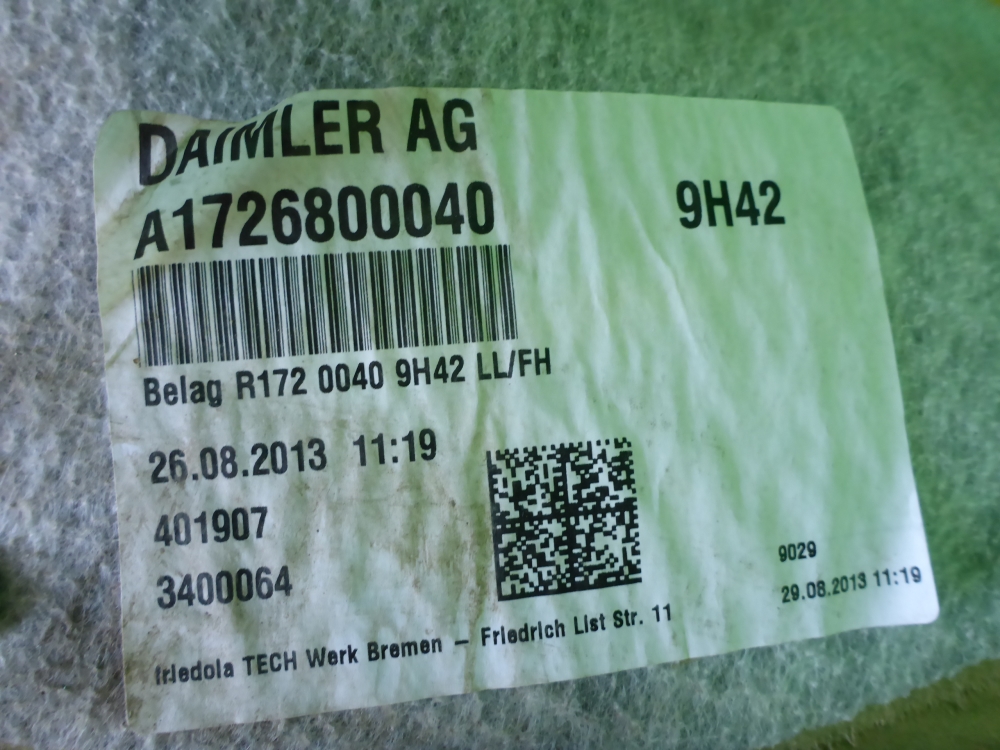 DAIMLER AG
A1726800040
9H42
Belag R172 0040 9H42 LL/FH
26.08.2013 11:19
401907
3400064
9029
29.08.2013 11:19
friedola TECH Werk Bremen – Friedrich List Str. 11